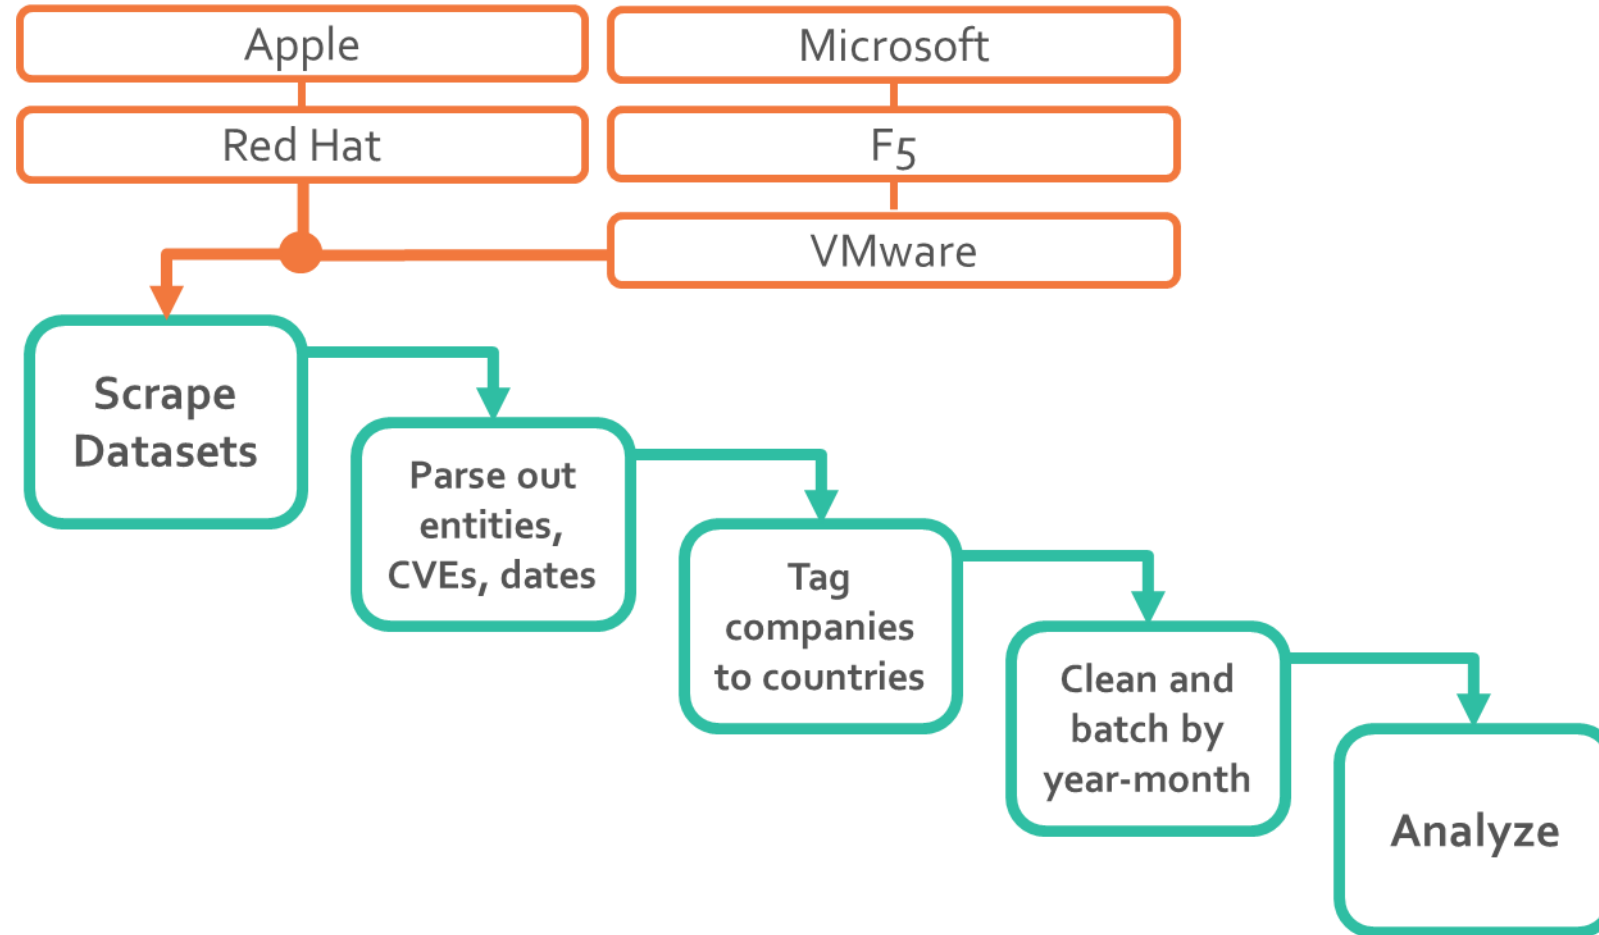 Apple
Microsoft
Red Hat
F5
VMware
Scrape
Datasets
Parse out
entities,
CVEs, dates
Tag
companies
to countries
Clean and
batch by
year-month
Analyze